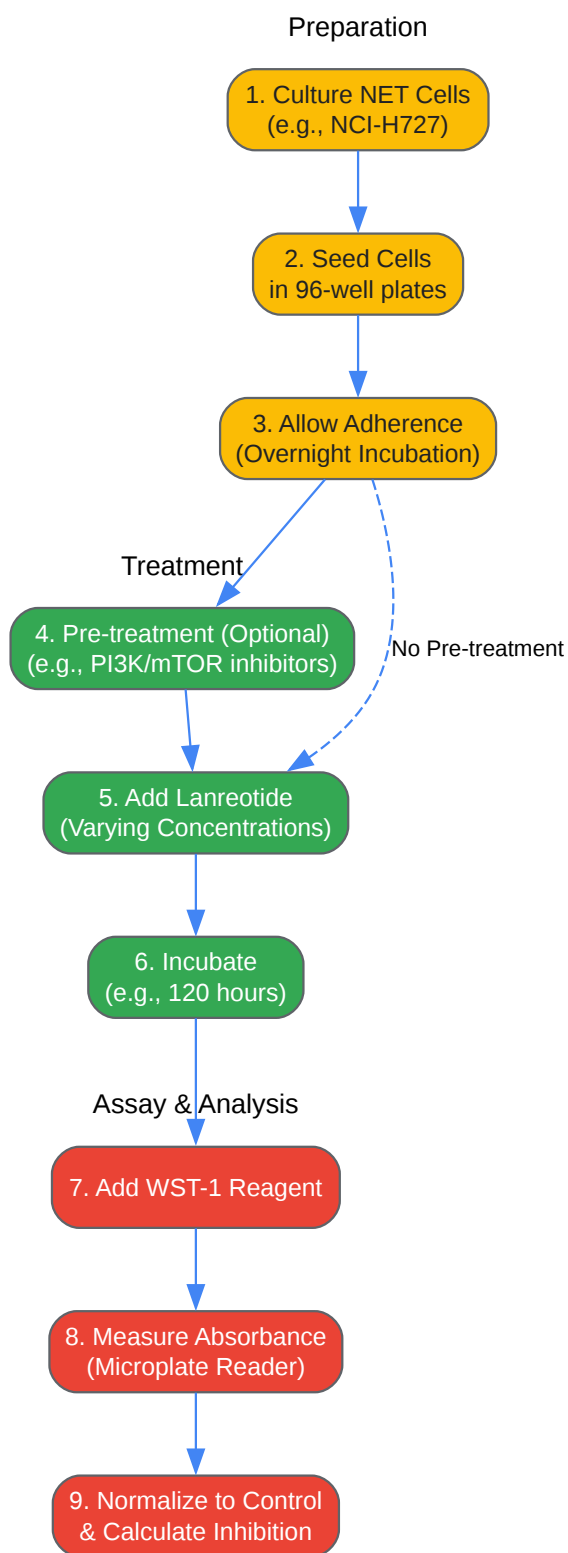 Preparation
1. Culture NET Cells
(e.g., NCI-H727)
2. Seed Cells
in 96-well plates
3. Allow Adherence
(Overnight Incubation)
Treatment
4. Pre-treatment (Optional)
(e.g., PI3K/mTOR inhibitors)
No Pre-treatment
5. Add Lanreotide
(Varying Concentrations)
6. Incubate
(e.g., 120 hours)
Assay & Analysis
7. Add WST-1 Reagent
8. Measure Absorbance
(Microplate Reader)
9. Normalize to Control
& Calculate Inhibition